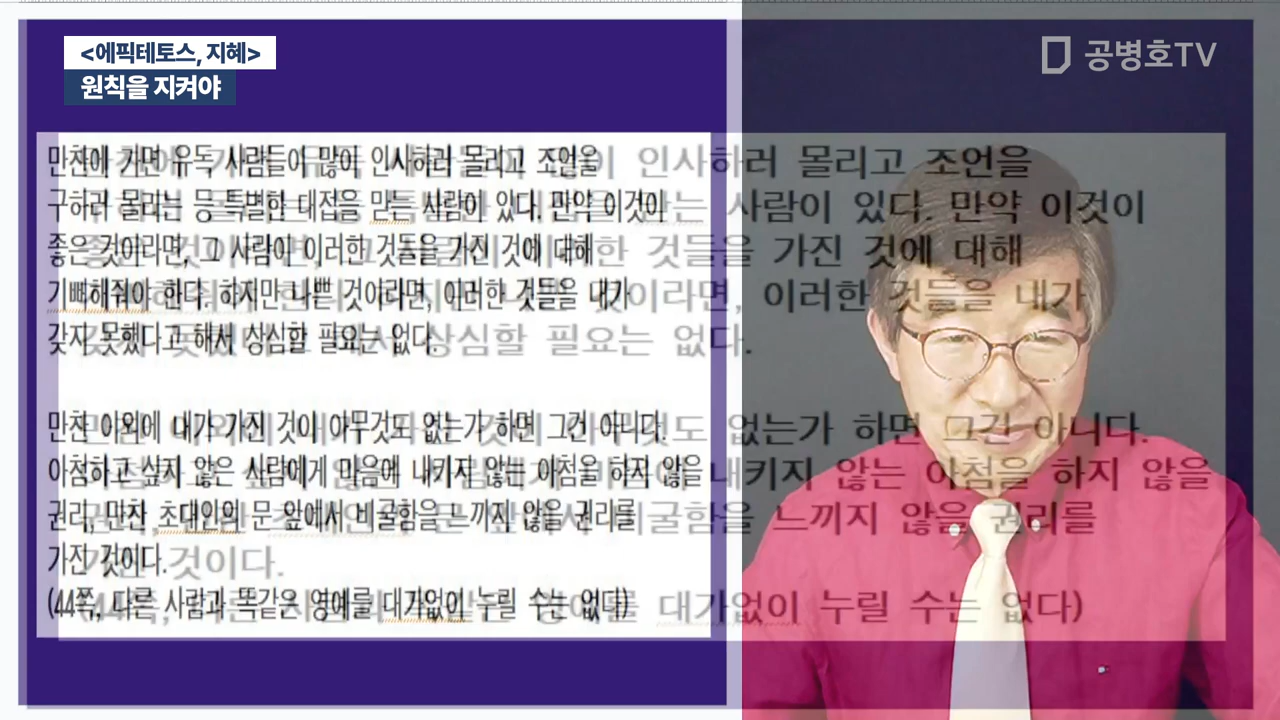 <에픽테토스, 지혜>
원칙을 지켜야
공병호TV
만찬에 가면 유독 사람들이 많이 인사하러 몰리고 조언을
구하러 몰리는 등 특별한 대접을 받는 사람이 있다. 만약 이것이
좋은 것이라면, 그 사람이 이러한 것들을 가진 것에 대해
기뻐해줘야 한다. 하지만 나쁜 것이라면, 이러한 것들을 내가
갖지 못했다고 해서 상심할 필요는 없다.
만찬 이외에 내가 가진 것이 아무것도 없는가 하면 그건 아니다.
아첨하고 싶지 않은 사람에게 마음에 내키지 않는 아첨을 하지 않을
권리, 만찬 초대인의 문 앞에서 비굴함을 느끼지 않을 권리를
가진 것이다.
(44쪽, 다른 사람과 똑같은 영예를 대가없이 누릴 수는 없다)